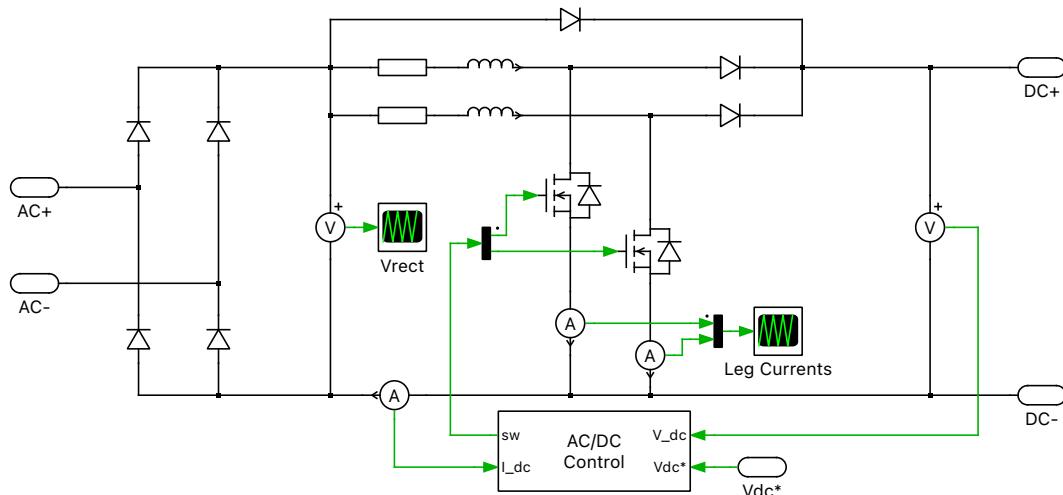 DC+
AC+
+
V
Vrect
+
V
AC-
A
A
Leg Currents
A
DC-
sw
AC/DC
Control
V_dc
I_dc
Vdc*
Vdc*